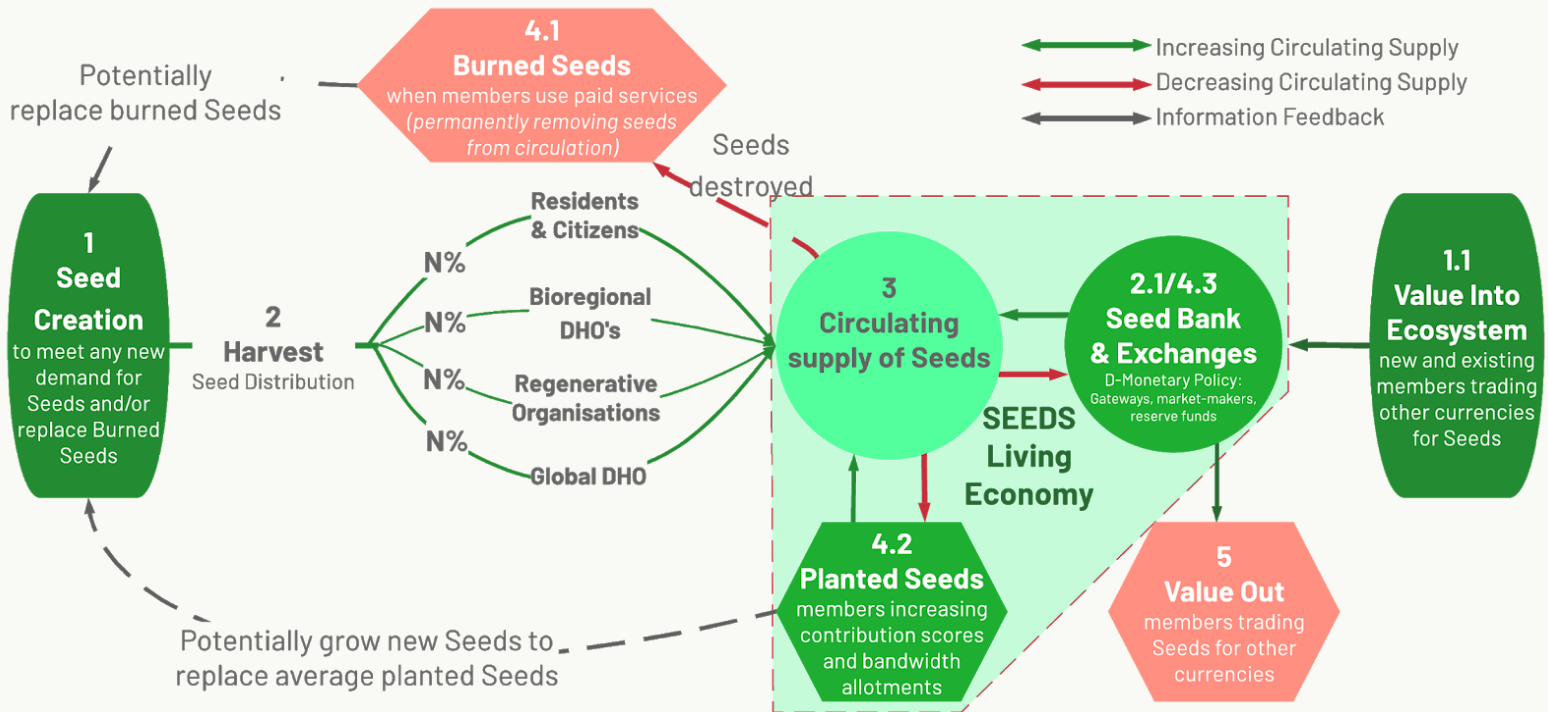 4.1
Burned Seeds
when members use paid services
(permanently removing seeds
from circulation)
Increasing Circulating Supply
Decreasing Circulating Supply
Information Feedback
Potentially
replace burned Seeds
Seeds
destroyed
1
Seed
Creation
to meet any new
demand for
Seeds and/or
replace Burned
Seeds
2
Harvest
Seed Distribution
N%
N%
N%
N%
Residents
& Citizens
Bioregional
DHO's
Regenerative
Organisations
Global DHO
3
Circulating
supply of Seeds
2.1/4.3
Seed Bank
& Exchanges
D-Monetary Policy:
Gateways, market-makers,
reserve funds
1.1
Value Into
Ecosystem
new and existing
members trading
other currencies
for Seeds
SEEDS
Living
Economy
4.2
Planted Seeds
members increasing
contribution scores
and bandwidth
allotments
5
Value Out
members trading
Seeds for other
currencies
Potentially grow new Seeds to
replace average planted Seeds